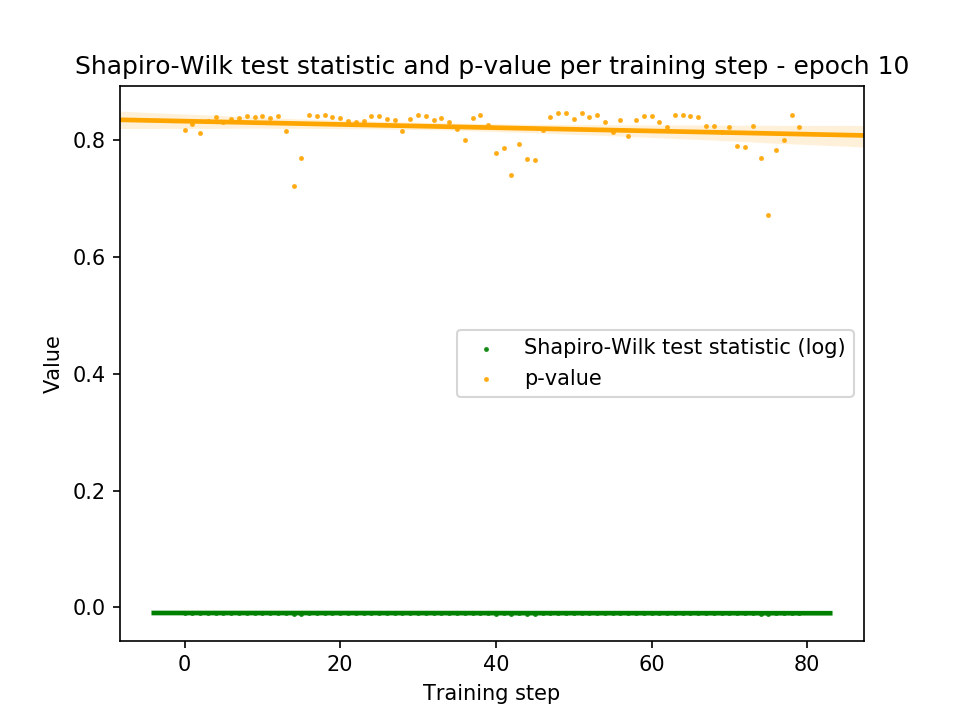 Shapiro-Wilk test statistic and p-value per training step - epoch 10
0.8
0.6
0.4
0.2
0.0
Value
Shapiro-Wilk test statistic (log)
p-value
0 20 40 60 80
Training step